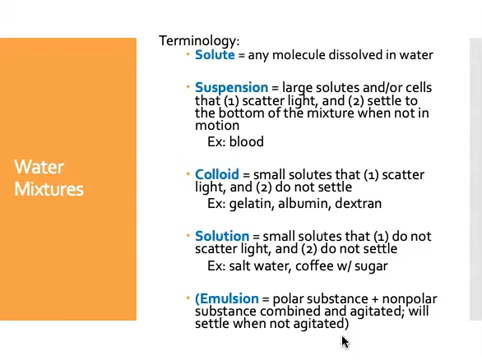 Water
Mixtures
Terminology:
• Solute = any molecule dissolved in water
• Suspension = large solutes and/or cells
that (1) scatter light, and (2) settle to
the bottom of the mixture when not in
motion
Ex: blood
• Colloid = small solutes that (1) scatter
light, and (2) do not settle
Ex: gelatin, albumin, dextran
• Solution = small solutes that (1) do not
scatter light, and (2) do not settle
Ex: salt water, coffee w/ sugar
• (Emulsion = polar substance + nonpolar
substance combined and agitated; will
settle when not agitated)